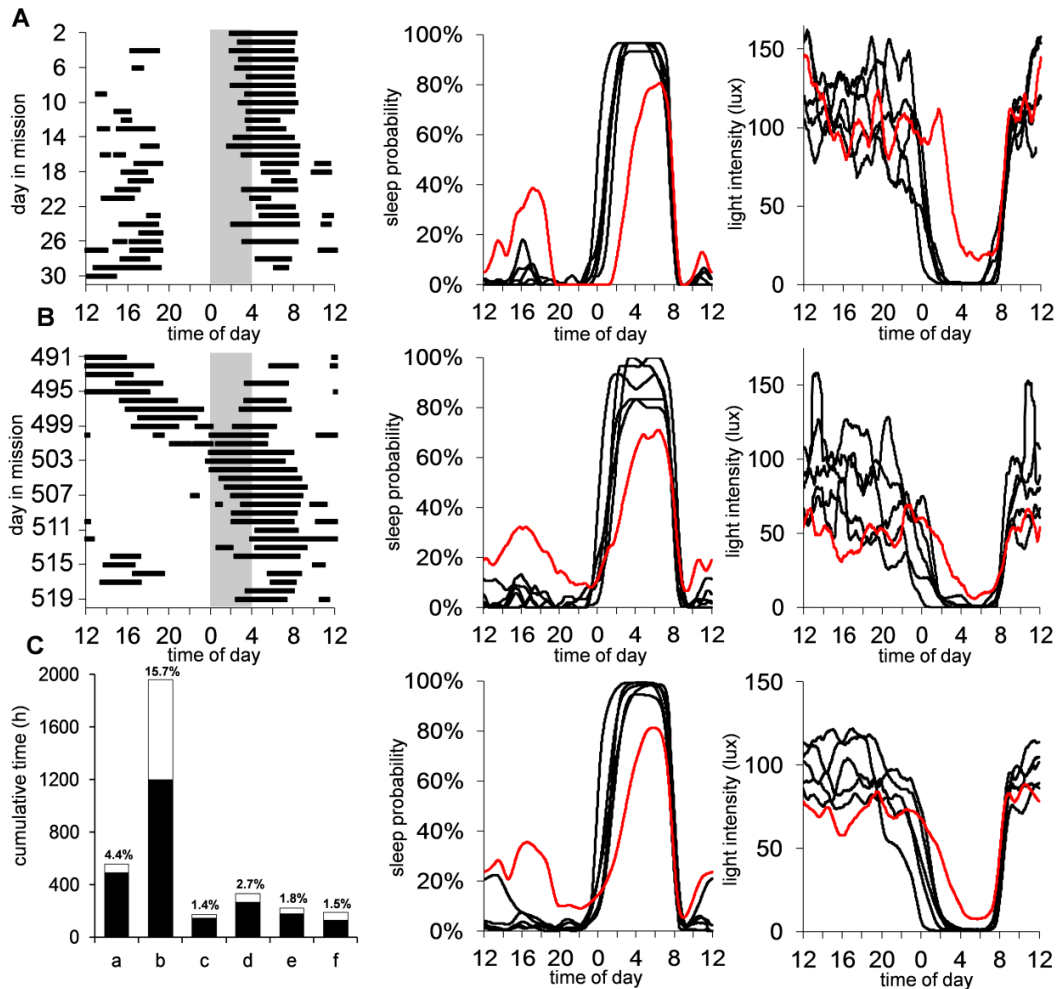 A
day in mission
2
6
10
14
18
22
26
30
12 16 20 0 4 8 12
time of day
sleep probability
100%
80%
60%
40%
20%
0%
12 16 20 0 4 8 12
time of day
light intensity (lux)
150
100
50
0
12 16 20 0 4 8 12
time of day
B
day in mission
491
495
499
503
507
511
515
519
12 16 20 0 4 8 12
time of day
sleep probability
100%
80%
60%
40%
20%
0%
12 16 20 0 4 8 12
time of day
light intensity (lux)
150
100
50
0
12 16 20 0 4 8 12
time of day
C
cumulative time (h)
2000
1600
1200
800
400
0
4.4%
15.7%
1.4%
2.7%
1.8%
1.5%
a b c d e f
sleep probability
100%
80%
60%
40%
20%
0%
12 16 20 0 4 8 12
time of day
light intensity (lux)
150
100
50
0
12 16 20 0 4 8 12
time of day